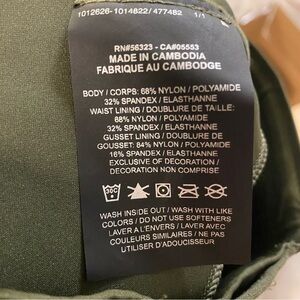 1012626-1014822/477482 1/1
RN#56323 - CA#05553
MADE IN CAMBODIA
FABRIQUE AU CAMBODGE
BODY / CORPS: 68% NYLON / POLYAMIDE
32% SPANDEX / ELASTHANNE
WAIST LINING / DOUBLURE DE TAILLE:
68% NYLON / POLYAMIDE
32% SPANDEX / ELASTHANNE
GUSSET LINING / DOUBLURE DE
GOUSSET: 84% NYLON / POLYAMIDE
16% SPANDEX / ELASTHANNE
EXCLUSIVE OF DECORATION /
DECORATION NON COMPRISE
30C
WASH INSIDE OUT / WASH WITH LIKE
COLORS / DO NOT USE SOFTENERS
LAVER A L'ENVERS / LAVER AVEC
COULEURS SIMILAIRES / NE PAS
UTILISER D'ADOUCISSEUR